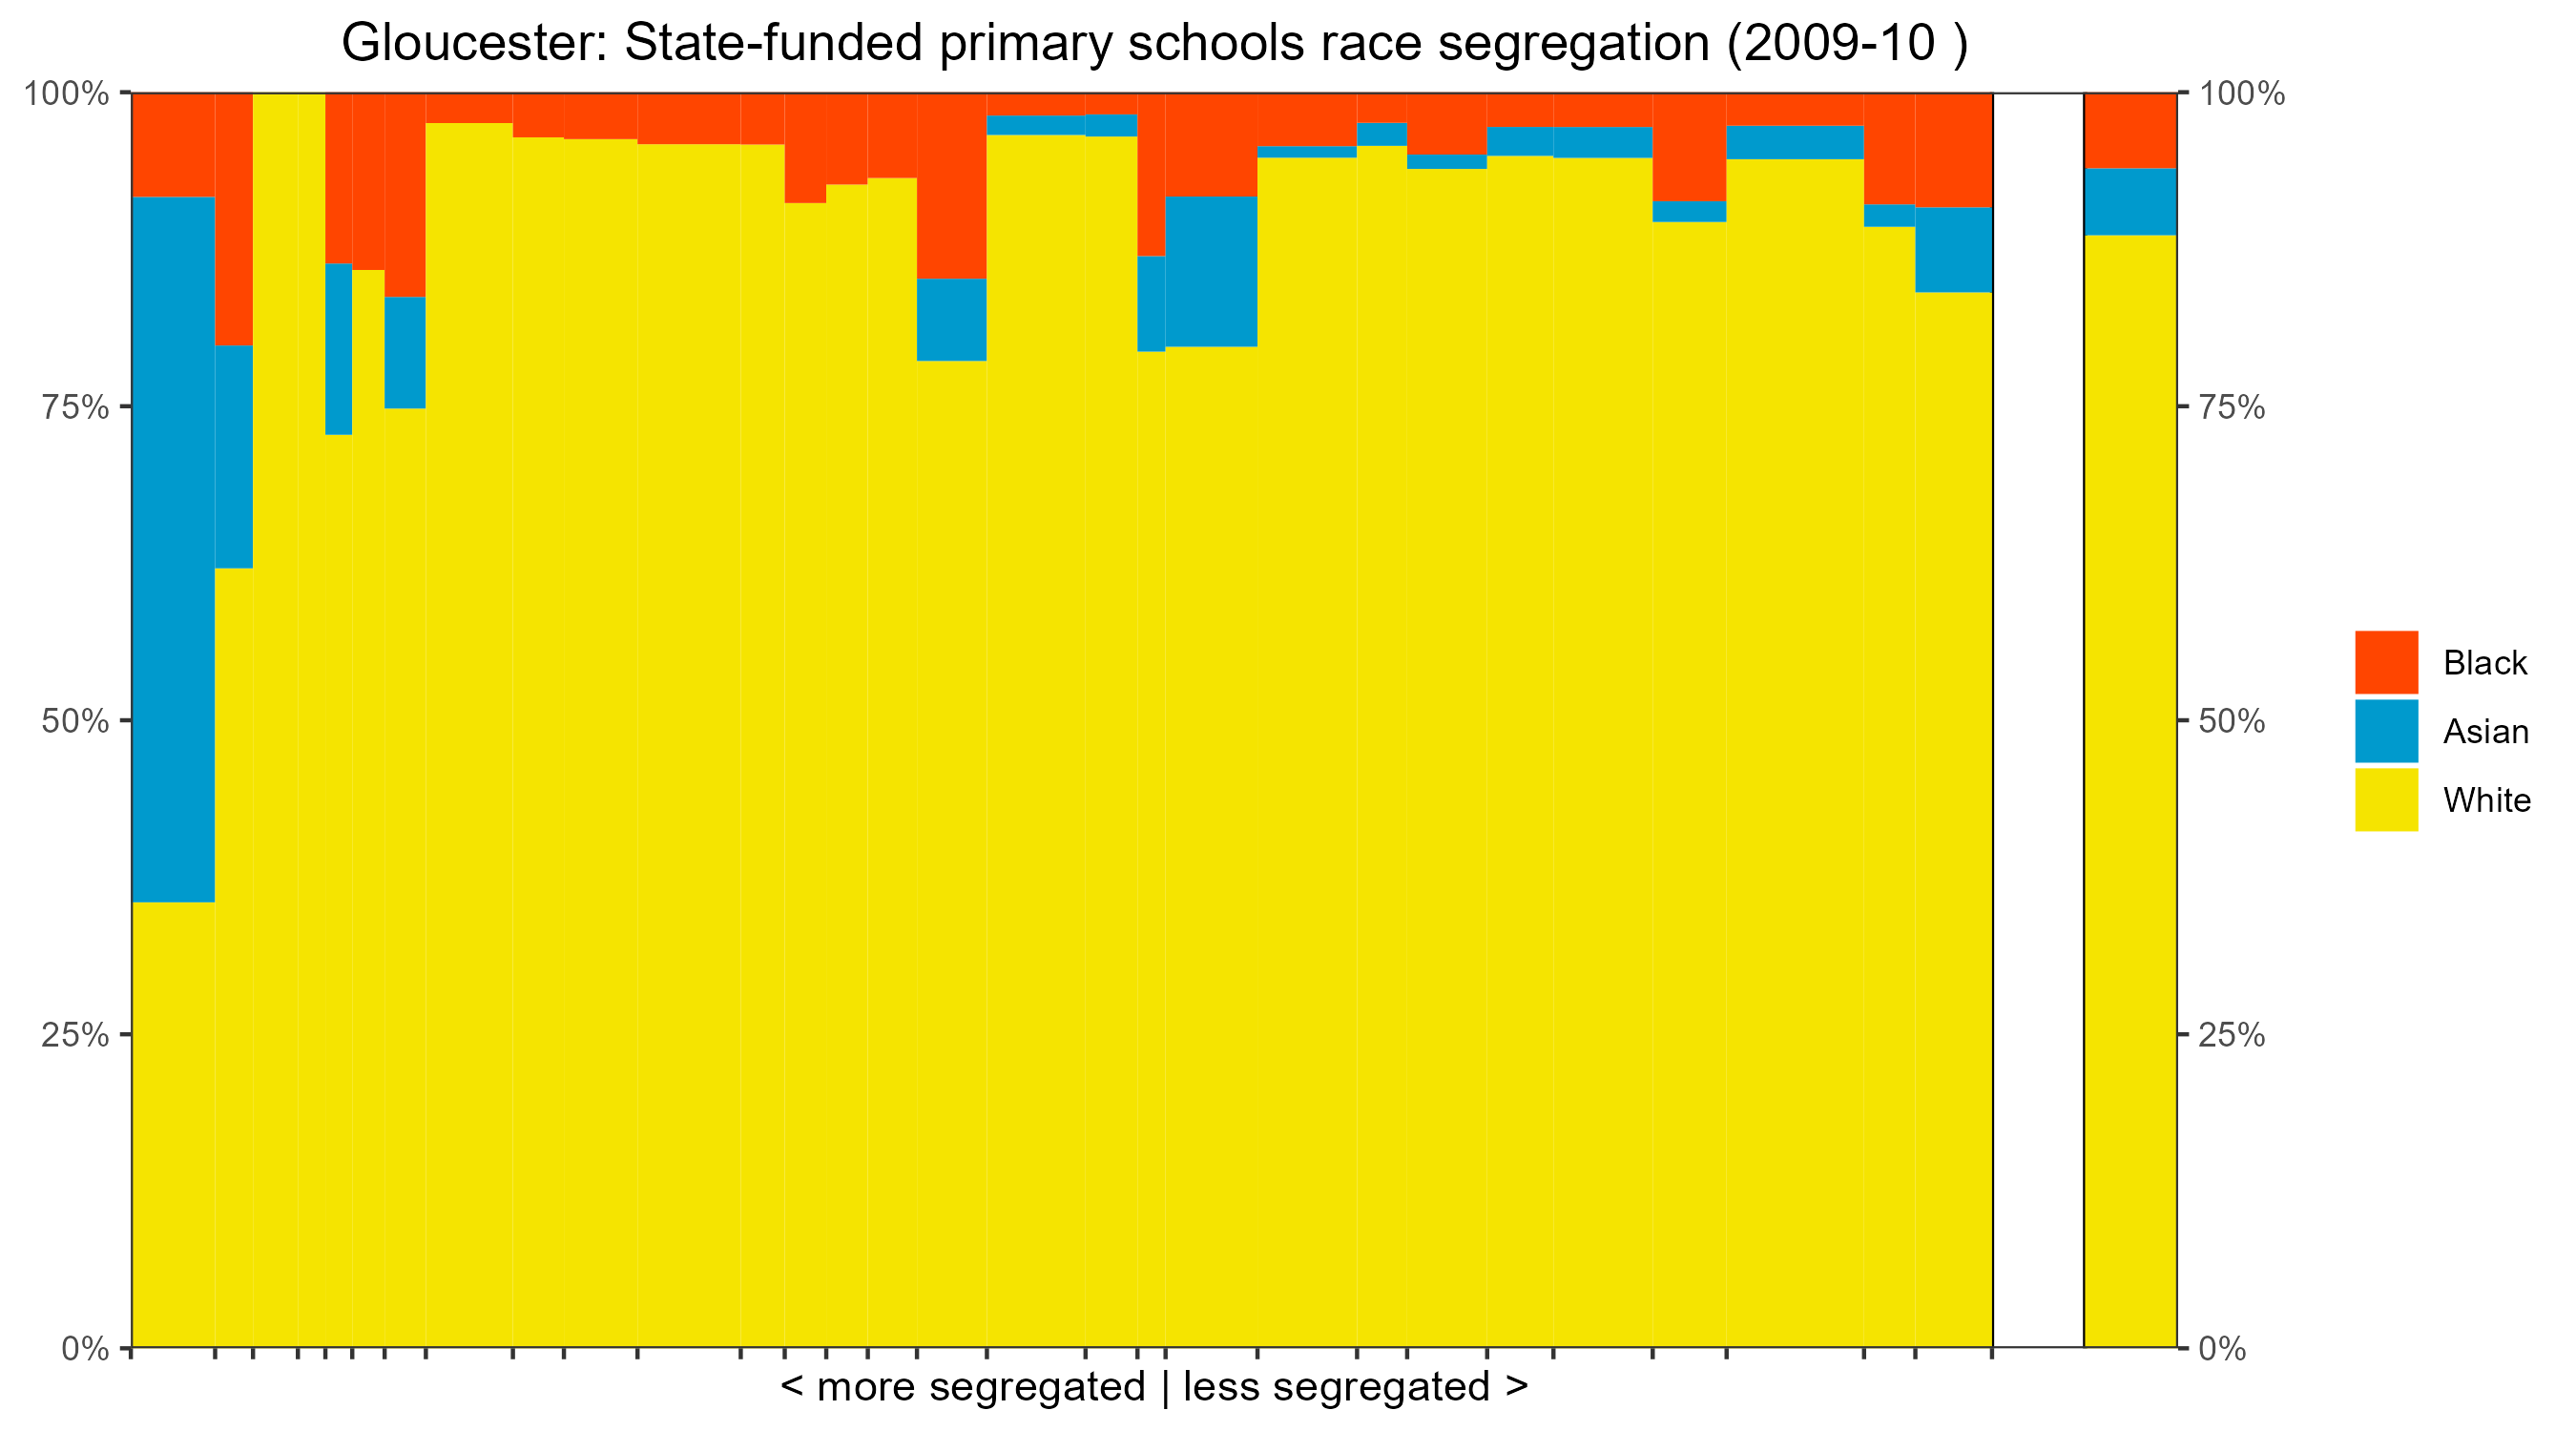 Gloucester: State-funded primary schools race segregation (2009-10 )
100%
75%
50%
25%
0%
100%
75%
50%
25%
0%
Black
Asian
White
< more segregated | less segregated >